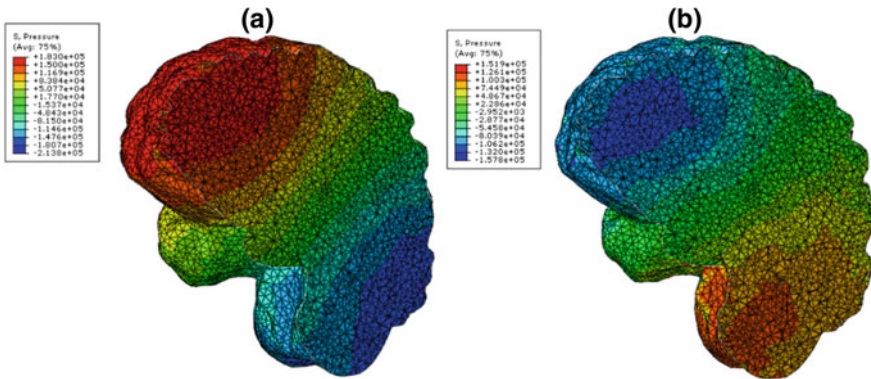 (a)
S, Pressure
(Avg: 75%)
+1.830e+05
+1.500e+05
+1.169e+05
+8.384e+04
+5.077e+04
+1.770e+04
-1.537e+04
-4.843e+04
-8.150e+04
-1.146e+05
-1.476e+05
-1.807e+05
-2.138e+05
(b)
S, Pressure
(Avg: 75%)
+1.519e+05
+1.261e+05
+1.003e+05
+7.449e+04
+4.867e+04
+2.286e+04
-2.952e+03
-2.877e+04
-5.458e+04
-8.039e+04
-1.062e+05
-1.320e+05
-1.578e+05